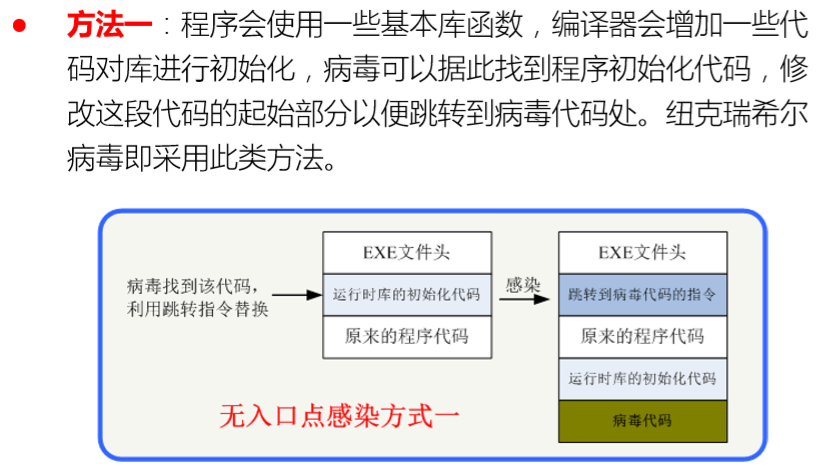 ● 方法一：程序会使用一些基本库函数，编译器会增加一些代
码对库进行初始化，病毒可以据此找到程序初始化代码，修
改这段代码的起始部分以便跳转到病毒代码处。纽克瑞希尔
病毒即采用此类方法。
病毒找到该代码，
利用跳转指令替换
EXE文件头
运行时库的初始化代码
原来的程序代码
感染
EXE文件头
跳转到病毒代码的指令
原来的程序代码
运行时库的初始化代码
病毒代码
无入口点感染方式一